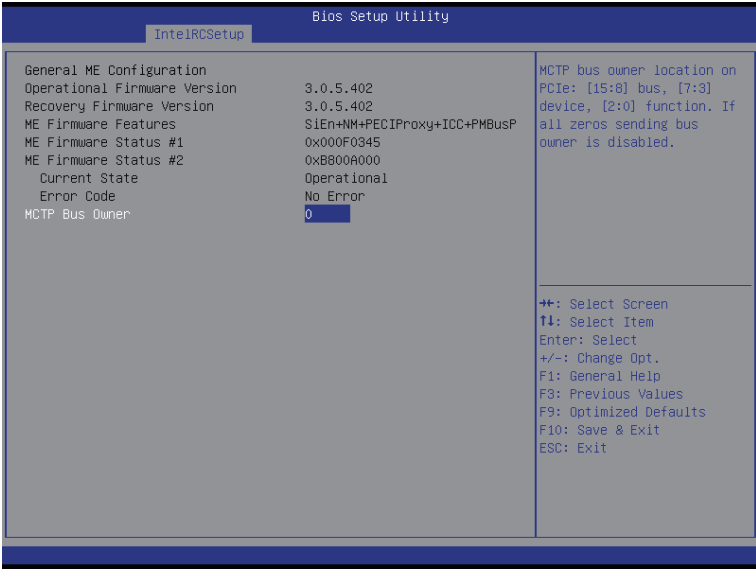 Bios Setup Utility
IntelRCSetup
General ME Configuration
Operational Firmware Version 3.0.5.402
Recovery Firmware Version 3.0.5.402
ME Firmware Features SiEn+NM+PECIProxy+ICC+PMBusP
ME Firmware Status #1 0x000F0345
ME Firmware Status #2 0xB800A000
Current State Operational
Error Code No Error
MCTP Bus Owner 0
MCTP bus owner location on
PCIe: [15:8] bus, [7:3]
device, [2:0] function. If
all zeros sending bus
owner is disabled.
→←: Select Screen
↑↓: Select Item
Enter: Select
+/-: Change Opt.
F1: General Help
F3: Previous Values
F9: Optimized Defaults
F10: Save & Exit
ESC: Exit